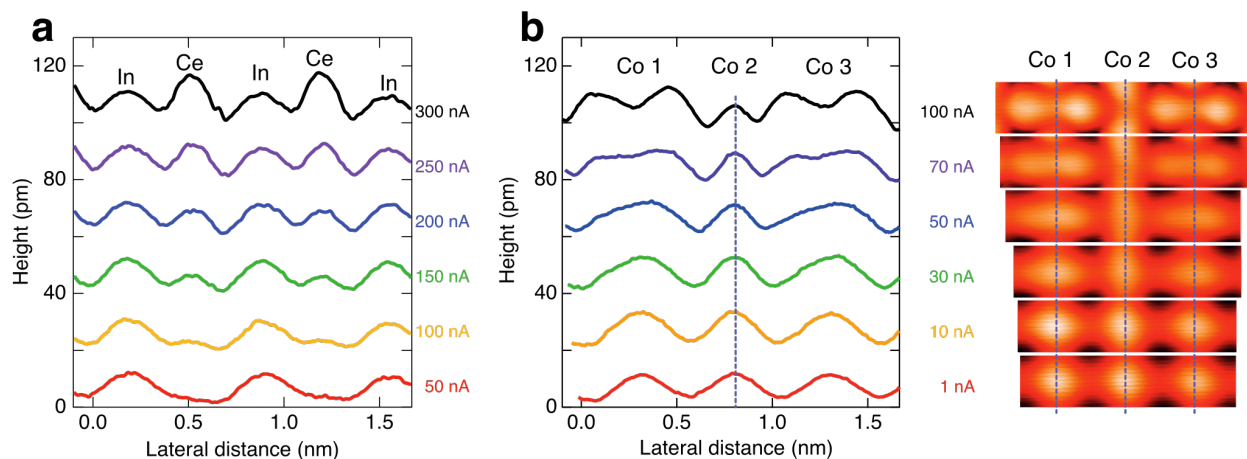 a
120
80
40
0
Height (pm)
In
Ce
In
Ce
In
300 nA
250 nA
200 nA
150 nA
100 nA
50 nA
0.0
0.5
1.0
1.5
Lateral distance (nm)
b
120
80
40
0
Height (pm)
Co 1
Co 2
Co 3
0.0
0.5
1.0
1.5
Lateral distance (nm)
Co 1 Co 2 Co 3
100 nA
70 nA
50 nA
30 nA
10 nA
1 nA